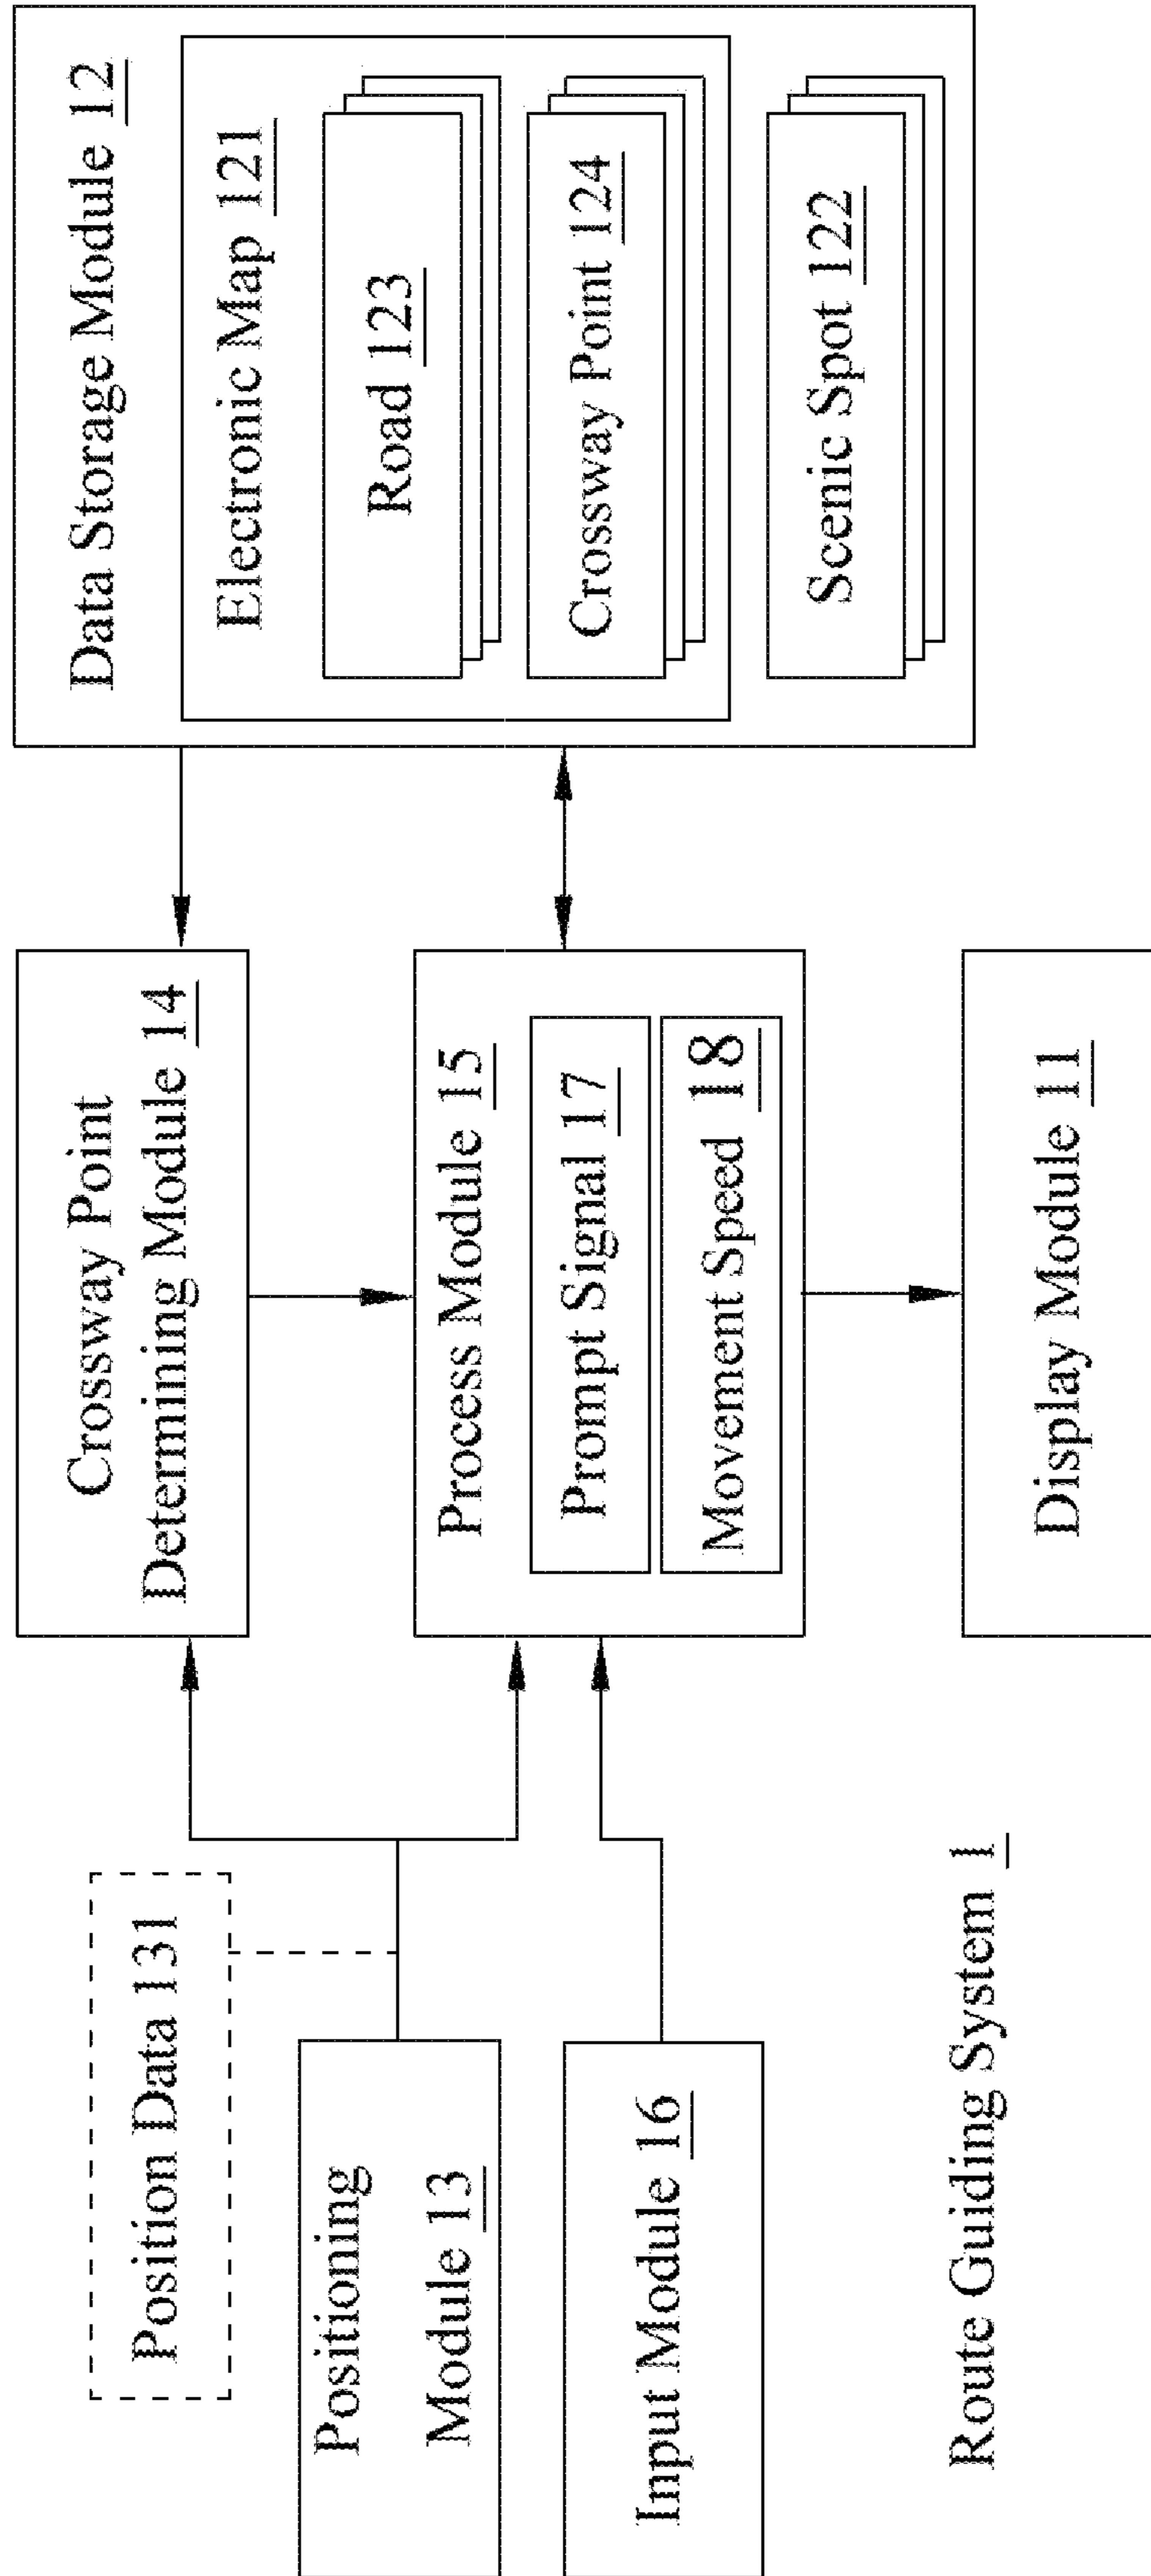 Position Data 131
Positioning
Module 13
Input Module 16
Crossway Point
Determining Module 14
Process Module 15
Prompt Signal 17
Movement Speed 18
Display Module 11
Data Storage Module 12
Electronic Map 121
Road 123
Crossway Point 124
Scenic Spot 122
Route Guiding System 1